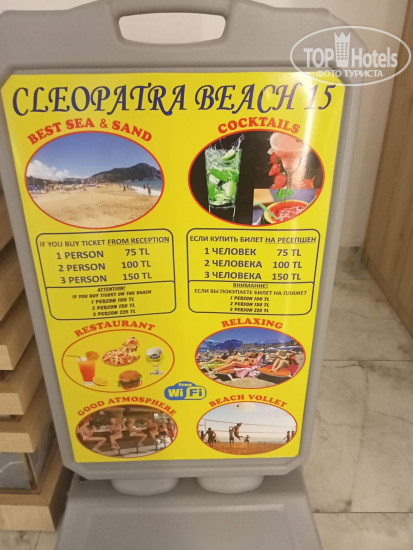 TOP Hotels
ФОТО ТУРИСТА
CLEOPATRA BEACH 15
BEST SEA & SAND
COCKTAILS
IF YOU BUY TICKET FROM RECEPTION
1 PERSON 75 TL
2 PERSON 100 TL
3 PERSON 150 TL
ATTENTION!
IF YOU BUY TICKET ON THE BEACH
1 PERSON 100 TL
2 PERSON 150 TL
3 PERSON 225 TL
ЕСЛИ КУПИТЬ БИЛЕТ НА РЕСЕПШЕН
1 ЧЕЛОВЕК 75 TL
2 ЧЕЛОВЕКА 100 TL
3 ЧЕЛОВЕКА 150 TL
ВНИМАНИЕ!
ЕСЛИ ВЫ ПОКУПАЕТЕ БИЛЕТ НА ПЛЯЖЕ?
1 PERSON 100 TL
2 PERSON 150 TL
3 PERSON 225 TL
RESTAURANT
RELAXING
Free
WiFi
GOOD ATMOSPHERE
BEACH VOLLEY